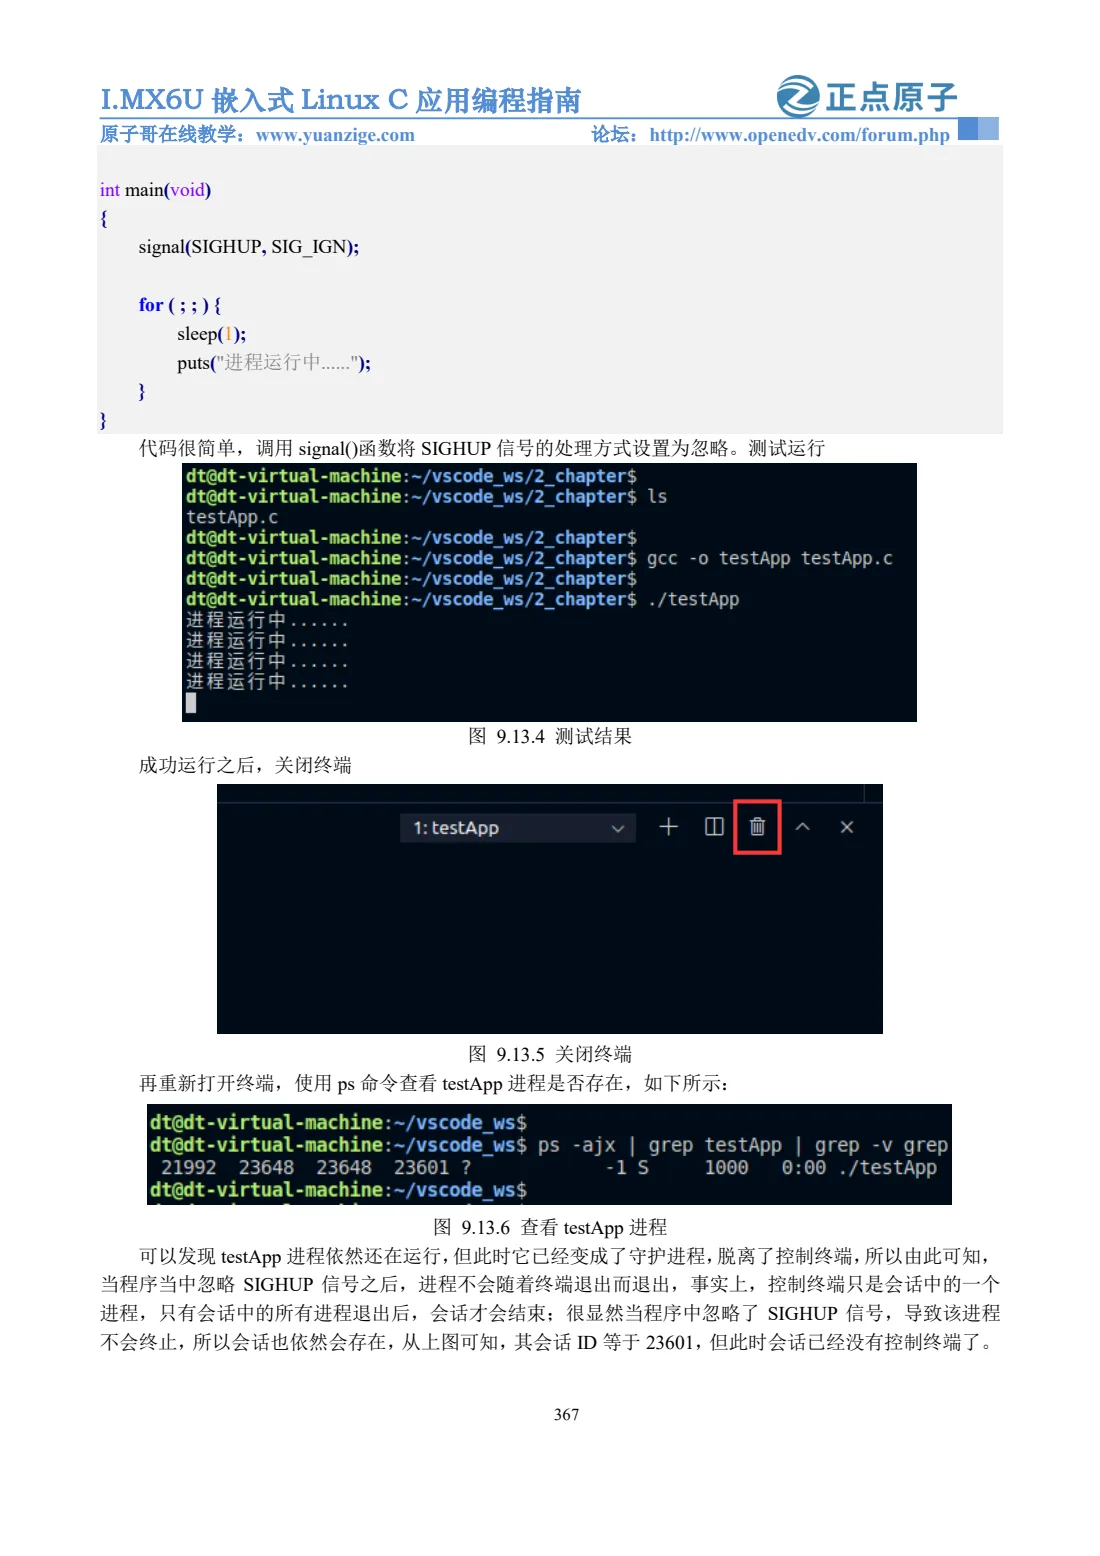 I.MX6U 嵌入式 Linux C 应用编程指南
正点原子
原子哥在线教学：www.yuanzige.com 论坛：http://www.openedv.com/forum.php
int main(void)
{
signal(SIGHUP, SIG_IGN);
for ( ; ; ) {
sleep(1);
puts("进程运行中......");
}
}
代码很简单，调用 signal()函数将 SIGHUP 信号的处理方式设置为忽略。测试运行
dt@dt-virtual-machine:~/vscode_ws/2_chapter$
dt@dt-virtual-machine:~/vscode_ws/2_chapter$ ls
testApp.c
dt@dt-virtual-machine:~/vscode_ws/2_chapter$
dt@dt-virtual-machine:~/vscode_ws/2_chapter$ gcc -o testApp testApp.c
dt@dt-virtual-machine:~/vscode_ws/2_chapter$
dt@dt-virtual-machine:~/vscode_ws/2_chapter$ ./testApp
进程运行中......
进程运行中......
进程运行中......
进程运行中......
图 9.13.4 测试结果
成功运行之后，关闭终端
1: testApp
图 9.13.5 关闭终端
再重新打开终端，使用 ps 命令查看 testApp 进程是否存在，如下所示：
dt@dt-virtual-machine:~/vscode_ws$
dt@dt-virtual-machine:~/vscode_ws$ ps -ajx | grep testApp | grep -v grep
21992 23648 23648 23601 ? -1 S 1000 0:00 ./testApp
dt@dt-virtual-machine:~/vscode_ws$
图 9.13.6 查看 testApp 进程
可以发现 testApp 进程依然还在运行，但此时它已经变成了守护进程，脱离了控制终端，所以由此可知，
当程序当中忽略 SIGHUP 信号之后，进程不会随着终端退出而退出，事实上，控制终端只是会话中的一个
进程，只有会话中的所有进程退出后，会话才会结束；很显然当程序中忽略了 SIGHUP 信号，导致该进程
不会终止，所以会话也依然会存在，从上图可知，其会话 ID 等于 23601，但此时会话已经没有控制终端了。
367